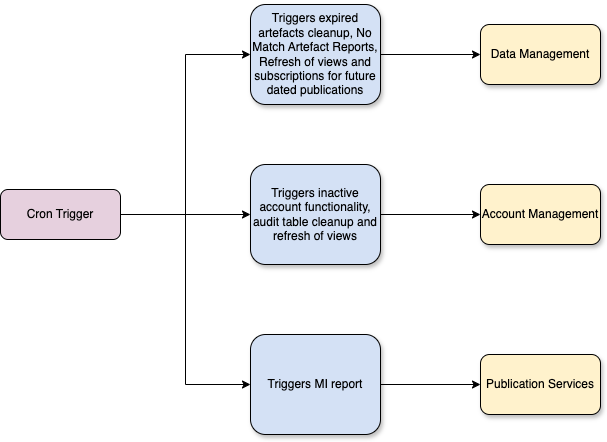 Triggers expired
artefacts cleanup, No
Match Artefact Reports,
Refresh of views and
subscriptions for future
dated publications
Data Management
Cron Trigger
Triggers inactive
account functionality,
audit table cleanup and
refresh of views
Account Management
Triggers MI report
Publication Services